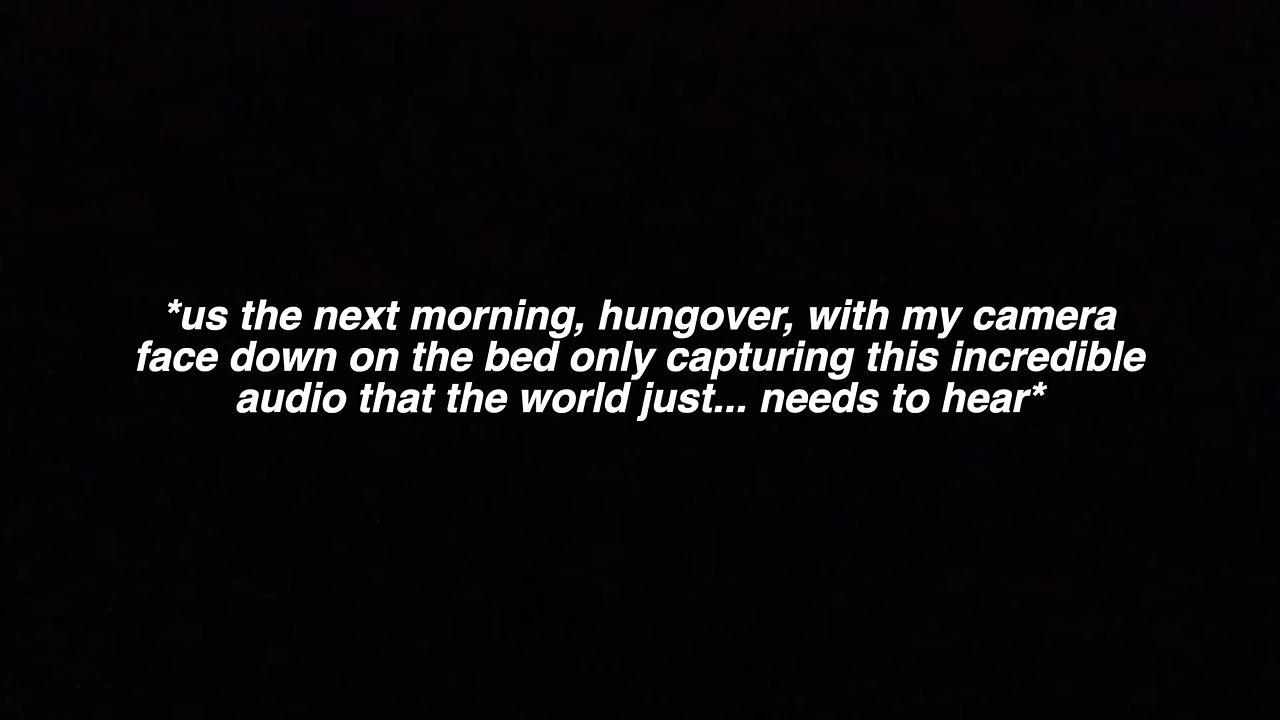 *us the next morning, hungover, with my camera
face down on the bed only capturing this incredible
audio that the world just... needs to hear*